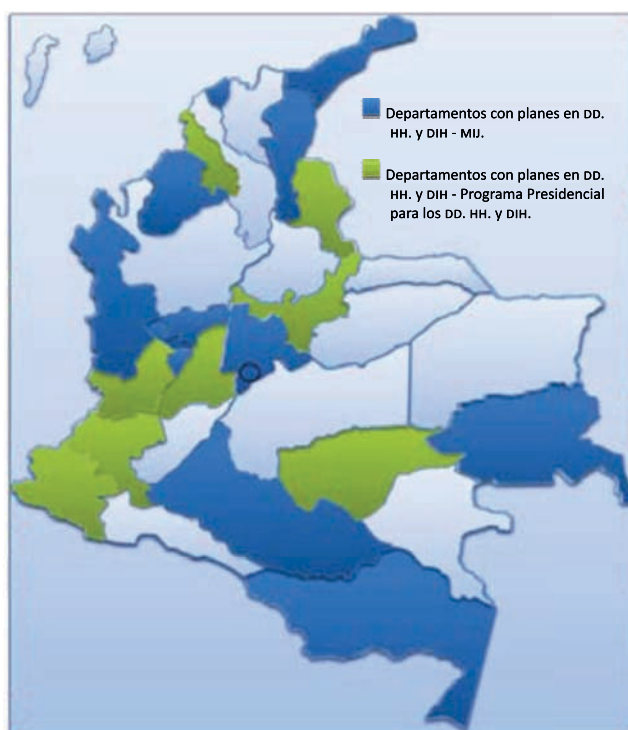 Departamentos con planes en DD.
HH. y DIH - MIJ.
Departamentos con planes en DD.
HH. y DIH - Programa Presidencial
para los DD. HH. y DIH.